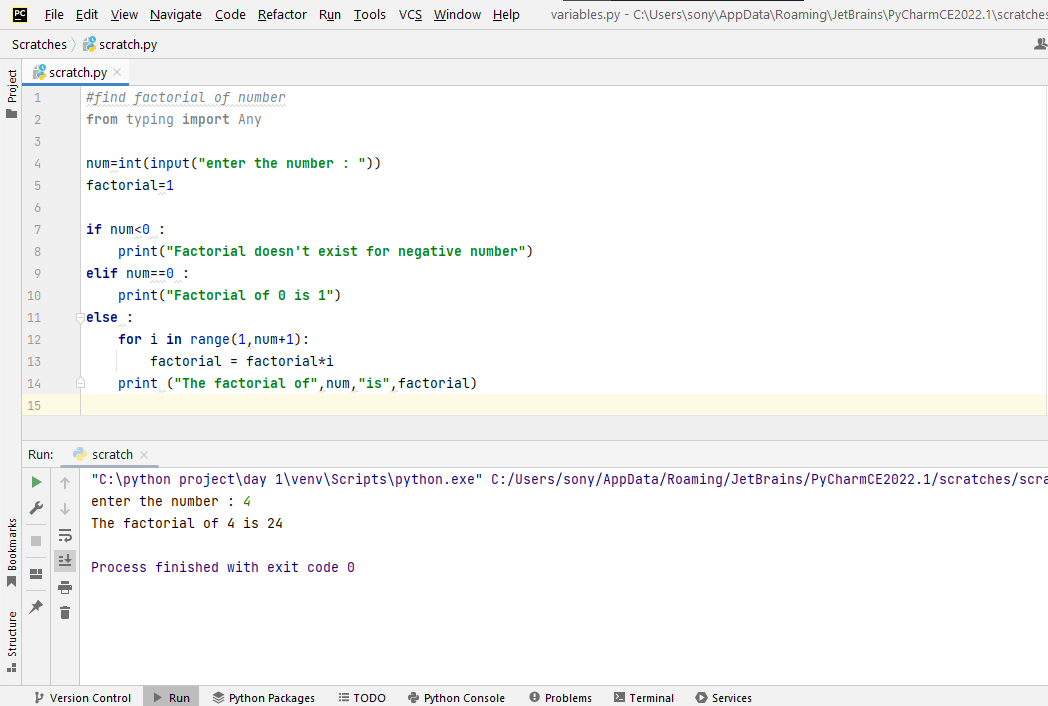 PC File Edit View Navigate Code Refactor Run Tools VCS Window Help variables.py - C:\Users\sony\AppData\Roaming\JetBrains\PyCharmCE2022.1\scratches
Scratches scratch.py
Project
scratch.py
1 #find factorial of number
2 from typing import Any
3
4 num=int(input("enter the number : "))
5 factorial=1
6
7 if num<0 :
8 print("Factorial doesn't exist for negative number")
9 elif num==0 :
10 print("Factorial of 0 is 1")
11 else :
12 for i in range(1,num+1):
13 factorial = factorial*i
14 print ("The factorial of",num,"is",factorial)
15
Run: scratch
"C:\python project\day 1\venv\Scripts\python.exe" C:/Users/sony/AppData/Roaming/JetBrains/PyCharmCE2022.1/scratches/scra
enter the number : 4
The factorial of 4 is 24
Process finished with exit code 0
Bookmarks
Structure
Version Control Run Python Packages TODO Python Console Problems Terminal Services